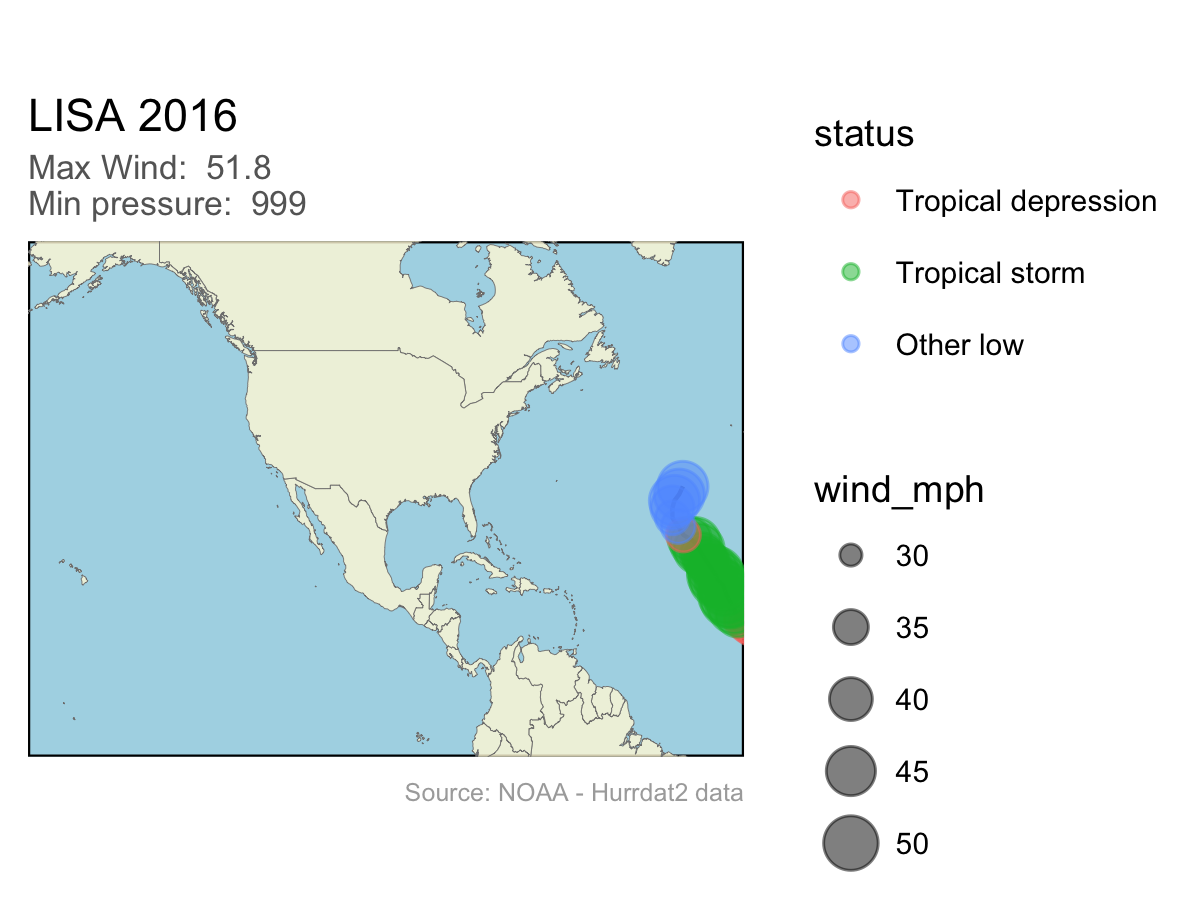 LISA 2016
Max Wind:  51.8
Min pressure:  999
status
Tropical depression
Tropical storm
Other low
wind_mph
30
35
40
45
50
Source: NOAA - Hurrdat2 data